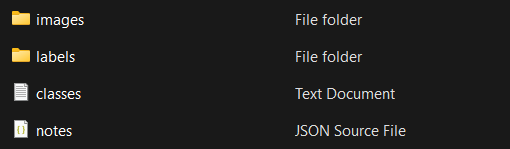 images File folder
labels File folder
classes Text Document
notes JSON Source File